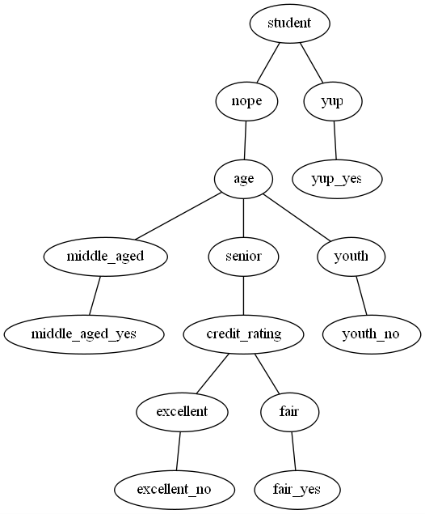 student
nope yup
age yup_yes
middle_aged senior youth
middle_aged_yes credit_rating youth_no
excellent fair
excellent_no fair_yes